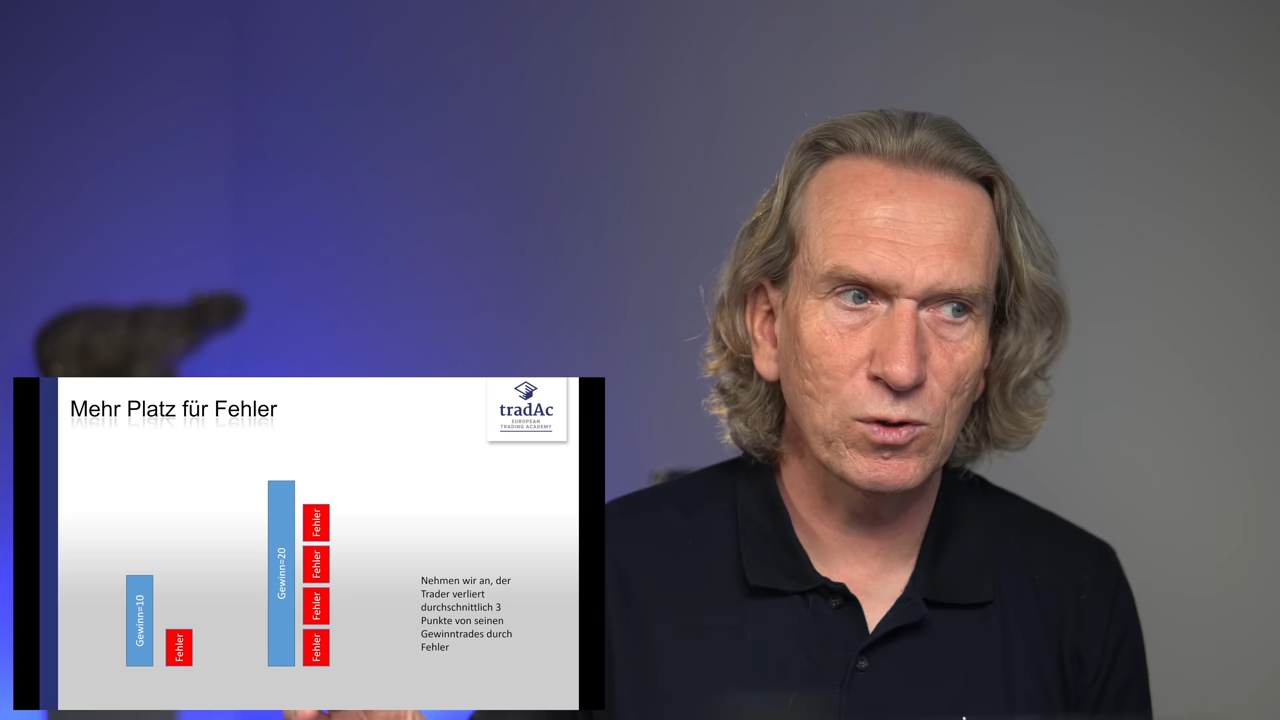 Mehr Platz für Fehler
tradAc
EUROPEAN
TRADING ACADEMY
Gewinn=10
Fehler
Gewinn=20
Fehler
Fehler
Fehler
Fehler
Nehmen wir an, der
Trader verliert
durchschnittlich 3
Punkte von seinen
Gewinntrades durch
Fehler